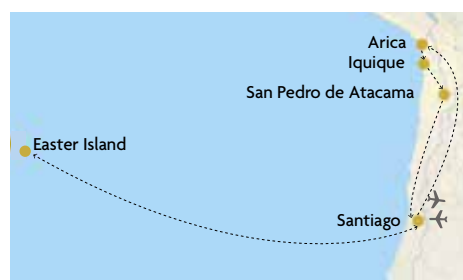 Arica
Iquique
San Pedro de Atacama
Easter Island
Santiago